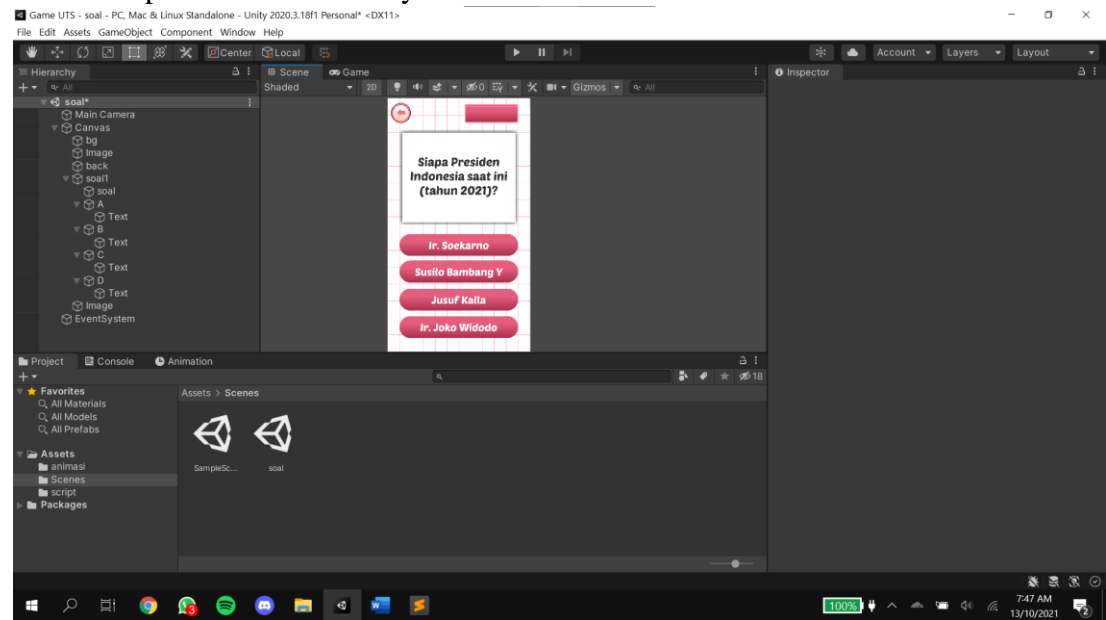 Game UTS - soal - PC, Mac & Linux Standalone - Unity 2020.3.18f1 Personal* <DX11>
File Edit Assets GameObject Component Window Help
Center Local Account Layers Layout
Hierarchy Scene Game Inspector
All Shaded 2D 0 Gizmos All
soal*
Main Camera
Canvas
bg
Image
back
soal1
soal
A
Text
B
Text
C
Text
D
Text
Image
EventSystem
Siapa Presiden
Indonesia saat ini
(tahun 2021)?
Ir. Soekarno
Susilo Bambang Y
Jusuf Kalla
Ir. Joko Widodo
Project Console Animation
18
Favorites
All Materials
All Models
All Prefabs
Assets
animasi
Scenes
script
Packages
Assets > Scenes
SampleSc... soal
100% 7:47 AM
13/10/2021
3
2